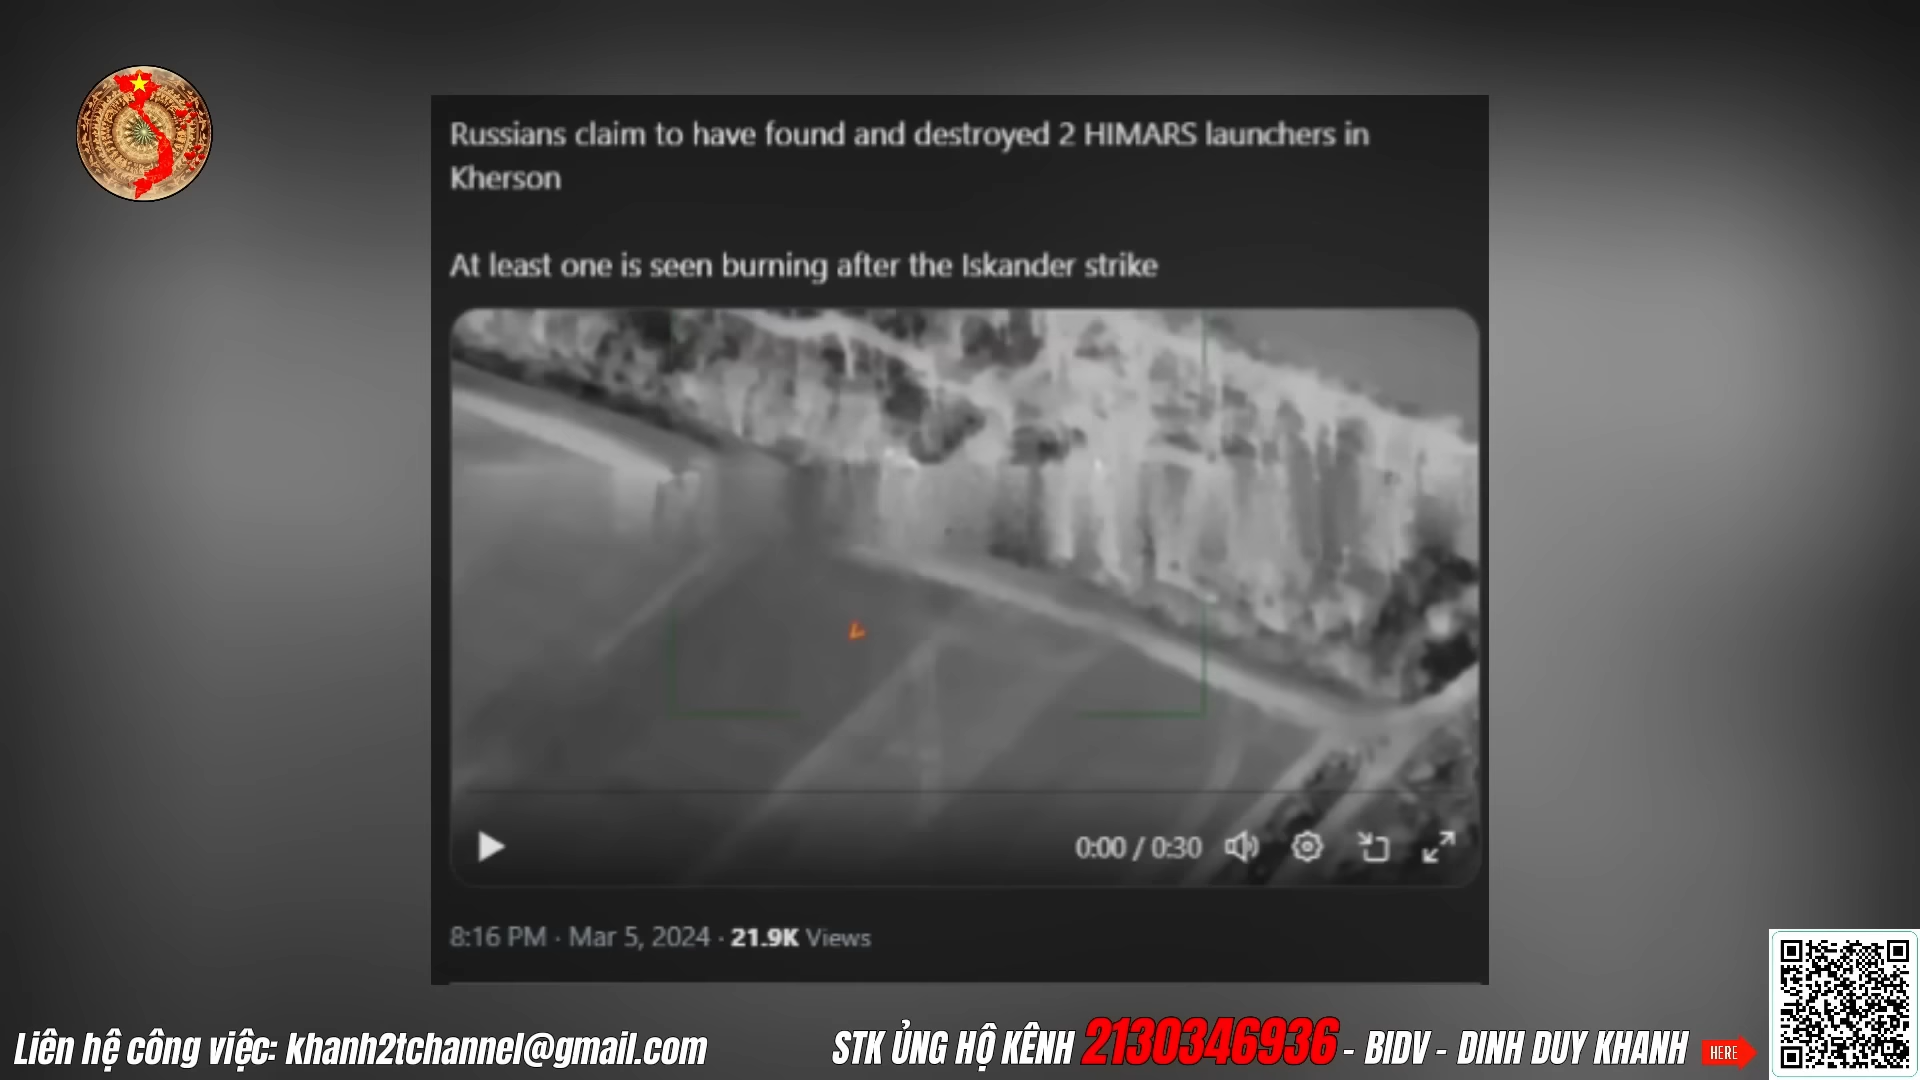 Russians claim to have found and destroyed 2 HIMARS launchers in
Kherson
At least one is seen burning after the Iskander strike
0:00 / 0:30
8:16 PM · Mar 5, 2024 · 21.9K Views
Liên hệ công việc: khanh2tchannel@gmail.com
STK ỦNG HỘ KÊNH 2130346936 - BIDV - DINH DUY KHANH
HERE